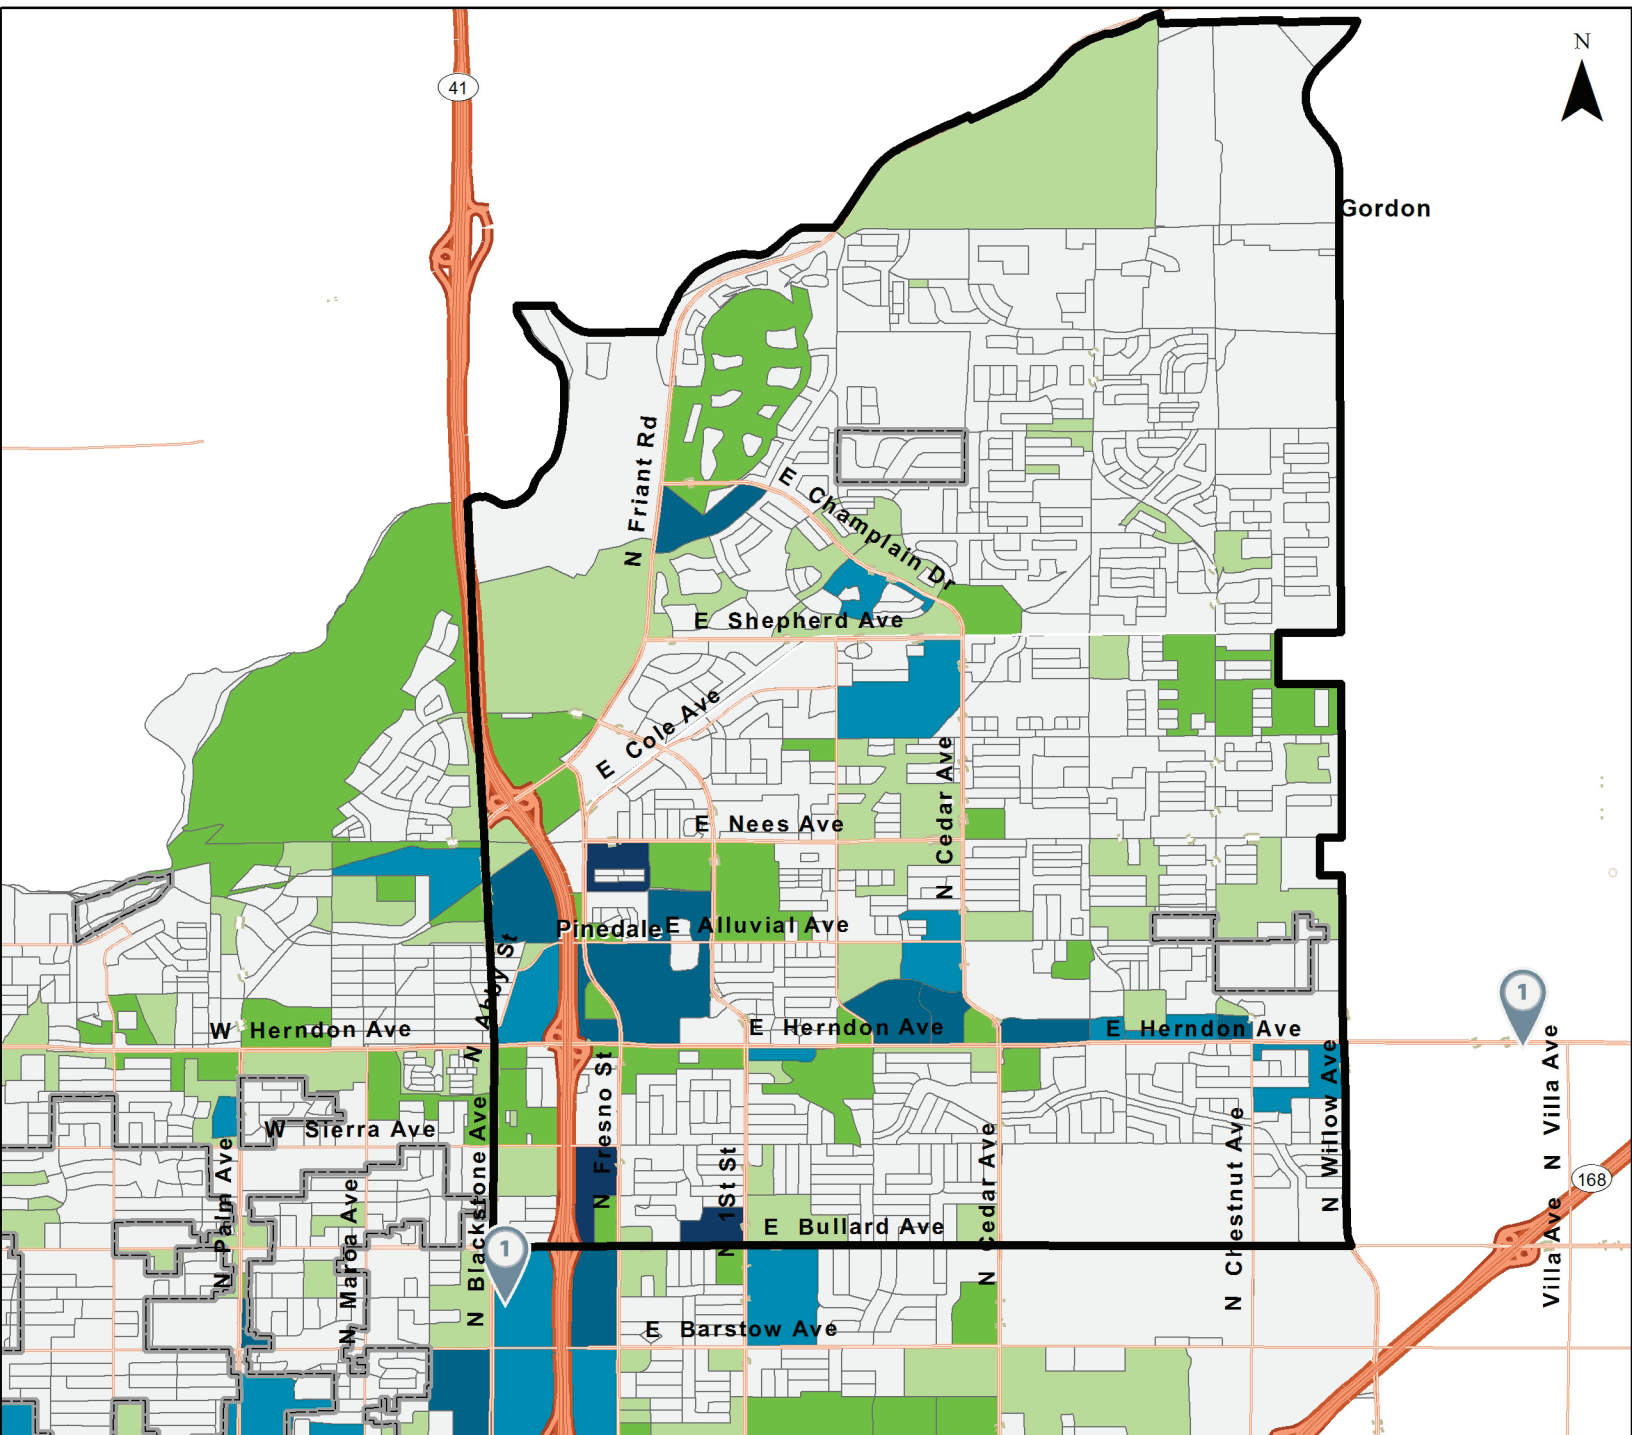 N
41
Gordon
N Friant Rd
E Champlain Dr
E Shepherd Ave
E Cole Ave
N Cedar Ave
E Nees Ave
Pinedale
E Alluvial Ave
N Abby St
1
W Herndon Ave
E Herndon Ave
E Herndon Ave
N Villa Ave
N Willow Ave
N Fresno St
W Sierra Ave
N Blackstone Ave
N Palm Ave
N Maroa Ave
N 1St St
N Cedar Ave
N Chestnut Ave
168
Villa Ave
E Bullard Ave
1
E Barstow Ave